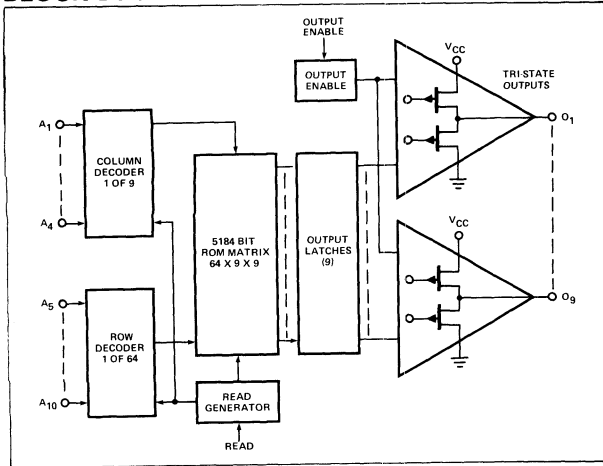 OUTPUT
ENABLE
OUTPUT
ENABLE
VCC
TRI-STATE
OUTPUTS
O1
A1
COLUMN
DECODER
1 OF 9
A4
5184 BIT
ROM MATRIX
64 X 9 X 9
OUTPUT
LATCHES
(9)
VCC
O9
A5
ROW
DECODER
1 OF 64
A10
READ
GENERATOR
READ